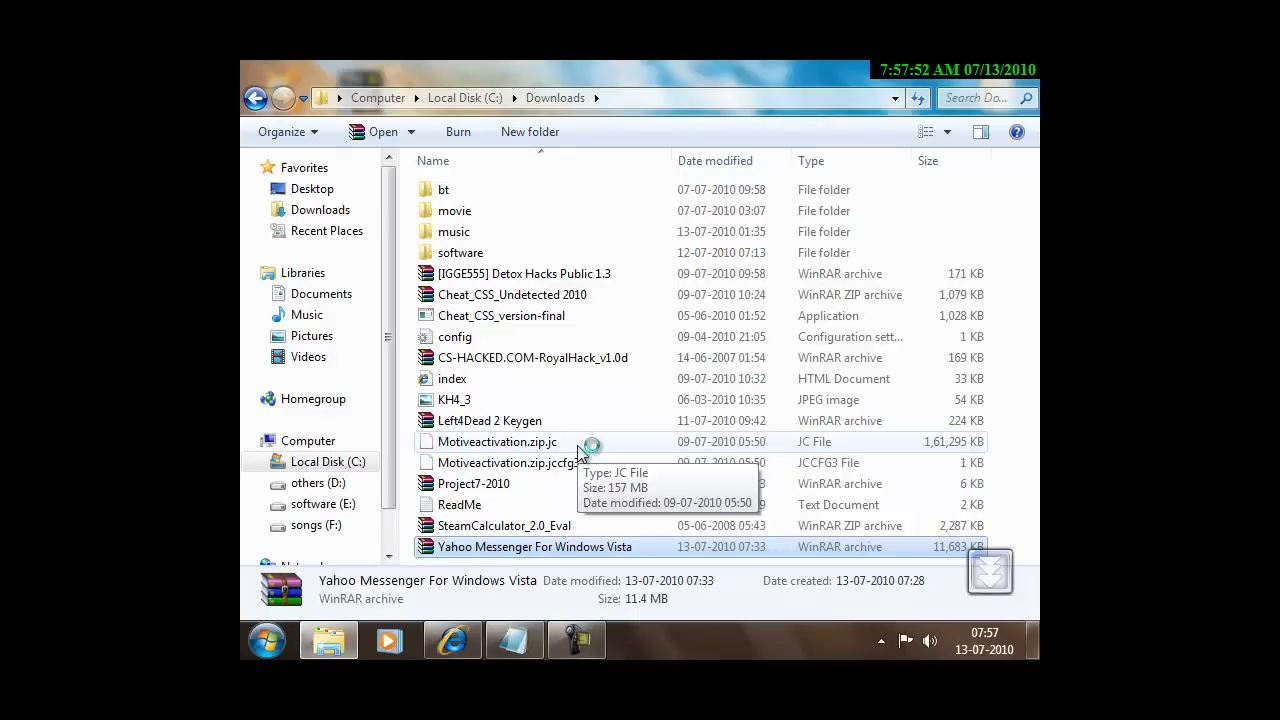 7:57:52 AM 07/13/2010
Computer Local Disk (C:) Downloads Search Do...
Organize Open Burn New folder
Name Date modified Type Size
Favorites
Desktop
Downloads
Recent Places
Libraries
Documents
Music
Pictures
Videos
Homegroup
Computer
Local Disk (C:)
others (D:)
software (E:)
songs (F:)
bt 07-07-2010 09:58 File folder
movie 07-07-2010 03:07 File folder
music 13-07-2010 01:35 File folder
software 12-07-2010 07:13 File folder
[IGGE555] Detox Hacks Public 1.3 09-07-2010 09:58 WinRAR archive 171 KB
Cheat_CSS_Undetected 2010 09-07-2010 10:24 WinRAR ZIP archive 1,079 KB
Cheat_CSS_version-final 05-06-2010 01:52 Application 1,028 KB
config 09-04-2010 21:05 Configuration sett... 1 KB
CS-HACKED.COM-RoyalHack_v1.0d 14-06-2007 01:54 WinRAR archive 169 KB
index 09-07-2010 10:32 HTML Document 33 KB
KH4_3 06-03-2010 10:35 JPEG image 54 KB
Left4Dead 2 Keygen 11-07-2010 09:42 WinRAR archive 224 KB
Motiveactivation.zip.jc 09-07-2010 05:50 JC File 1,61,295 KB
Motiveactivation.zip.jccfg3 09-07-2010 05:50 JCCFG3 File 1 KB
Project7-2010 WinRAR archive 6 KB
ReadMe Text Document 2 KB
SteamCalculator_2.0_Eval 05-06-2008 05:43 WinRAR ZIP archive 2,287 KB
Yahoo Messenger For Windows Vista 13-07-2010 07:33 WinRAR archive 11,683 KB
Type: JC File
Size: 157 MB
Date modified: 09-07-2010 05:50
Yahoo Messenger For Windows Vista Date modified: 13-07-2010 07:33 Date created: 13-07-2010 07:28
WinRAR archive Size: 11.4 MB
07:57
13-07-2010